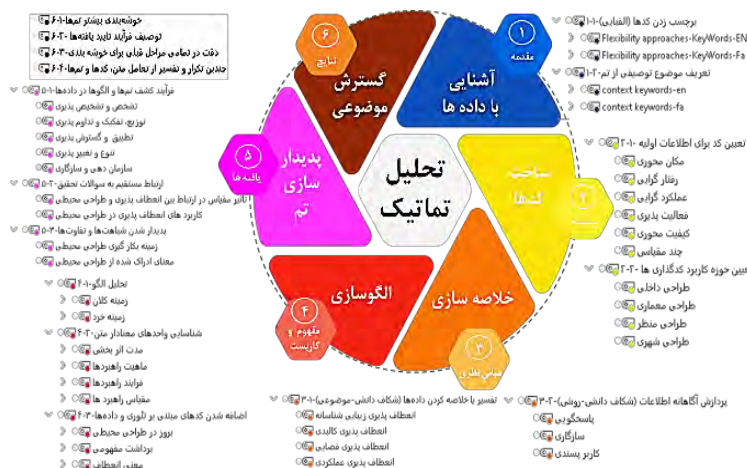 تحلیل
تماتیک
۱
مقدمه
آشنایی
با داده ها
برچسب زدن کدها (الفبایی)-۱-۱
Flexibility approaches-KeyWords-EN
Flexibility approaches-KeyWords-Fa
تعریف موضوع توصیفی از تم-۲-۱
context keywords-en
context keywords-fa
۲
ساخت
کدها
تعیین کد برای اطلاعات اولیه -۱-۲
مکان محوری
رفتار گرایی
عملکرد گرایی
فعالیت پذیری
کیفیت محوری
چند مقیاس
تعیین حوزه کاربرد کدگذاری ها -۲-۲
طراحی داخلی
طراحی معماری
طراحی منظر
طراحی شهری
۳
مبانی نظری
خلاصه سازی
تفسیر یا خلاصه کردن داده‌ها (شکاف دانشی-موضوعی)-۱-۳
انعطاف پذیری زیبایی شناسانه
انعطاف پذیری کالبدی
انعطاف پذیری فضایی
انعطاف پذیری عملکردی
پردازش آگاهانه اطلاعات (شکاف دانشی-روشی)-۲-۳
پاسخگویی
سازگاری
کاربر پسندی
۴
مفهوم و
کاربست
الگوسازی
تحلیل الگو-۱-۴
زمینه کلان
زمینه خرد
شناسایی واحدهای معنادار متن-۲-۴
مدت اثر بخشی
ماهیت راهبردها
فرایند راهبردها
مقیاس راهبرد ها
اضافه شدن کدهای مبتنی بر تئوری و داده‌ها-۳-۴
بروز در طراحی محیطی
برداشت مفهومی
معنی انعطاف
۵
یافته ها
پدیدار
سازی
تم
فرآیند کشف تم‌ها و الگوها در داده‌ها-۱-۵
تشخص و تشخیص پذیری
توزیع، تفکیک و تداوم پذیری
تطبیق و گسترش پذیری
تنوع و تغییر پذیری
سازمان دهی و سازگاری
ارتباط مستقیم به سوالات تحقیق-۲-۵
تاثیر مقیاس در ارتباط بین انعطاف پذیری و طراحی محیطی
کاربرد های انعطاف پذیری در طراحی محیطی
پدیدار شدن شباهت‌ها و تفاوت‌ها-۳-۵
زمینه بکار گیری طراحی محیطی
معنای ادراک شده از طراحی محیطی
۶
نتایج
گسترش
موضوعی
خوشه‌بندی بیشتر تم‌ها-۱-۶
توصیف فرآیند تایید یافته‌ها -۲-۶
دقت در تمامی مراحل قبلی برای خوشه بندی-۳-۶
چندین تکرار و تفسیر از تعامل متن، کدها و تم‌ها-۴-۶